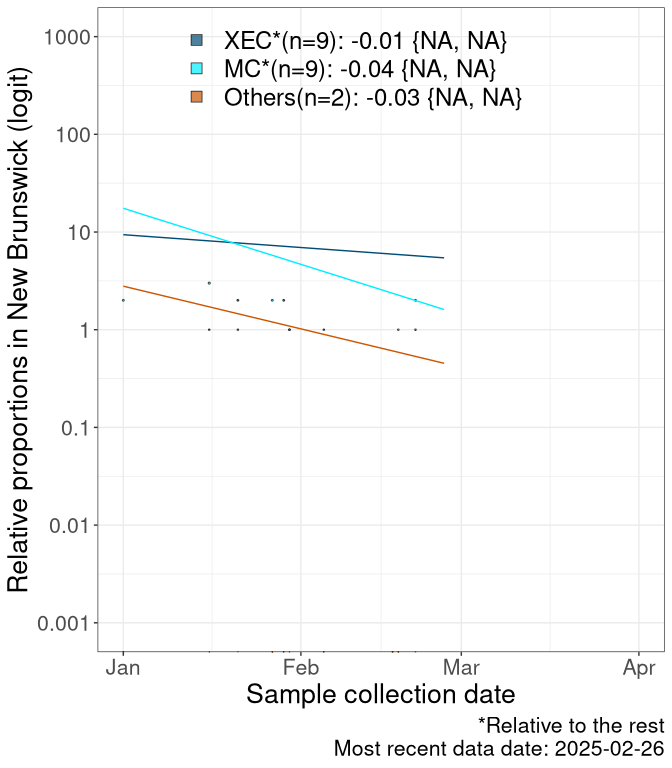 XEC*(n=9): -0.01 {NA, NA}
MC*(n=9): -0.04 {NA, NA}
Others(n=2): -0.03 {NA, NA}
Relative proportions in New Brunswick (logit)
1000
100
10
1
0.1
0.01
0.001
Jan Feb Mar Apr
Sample collection date
*Relative to the rest
Most recent data date: 2025-02-26